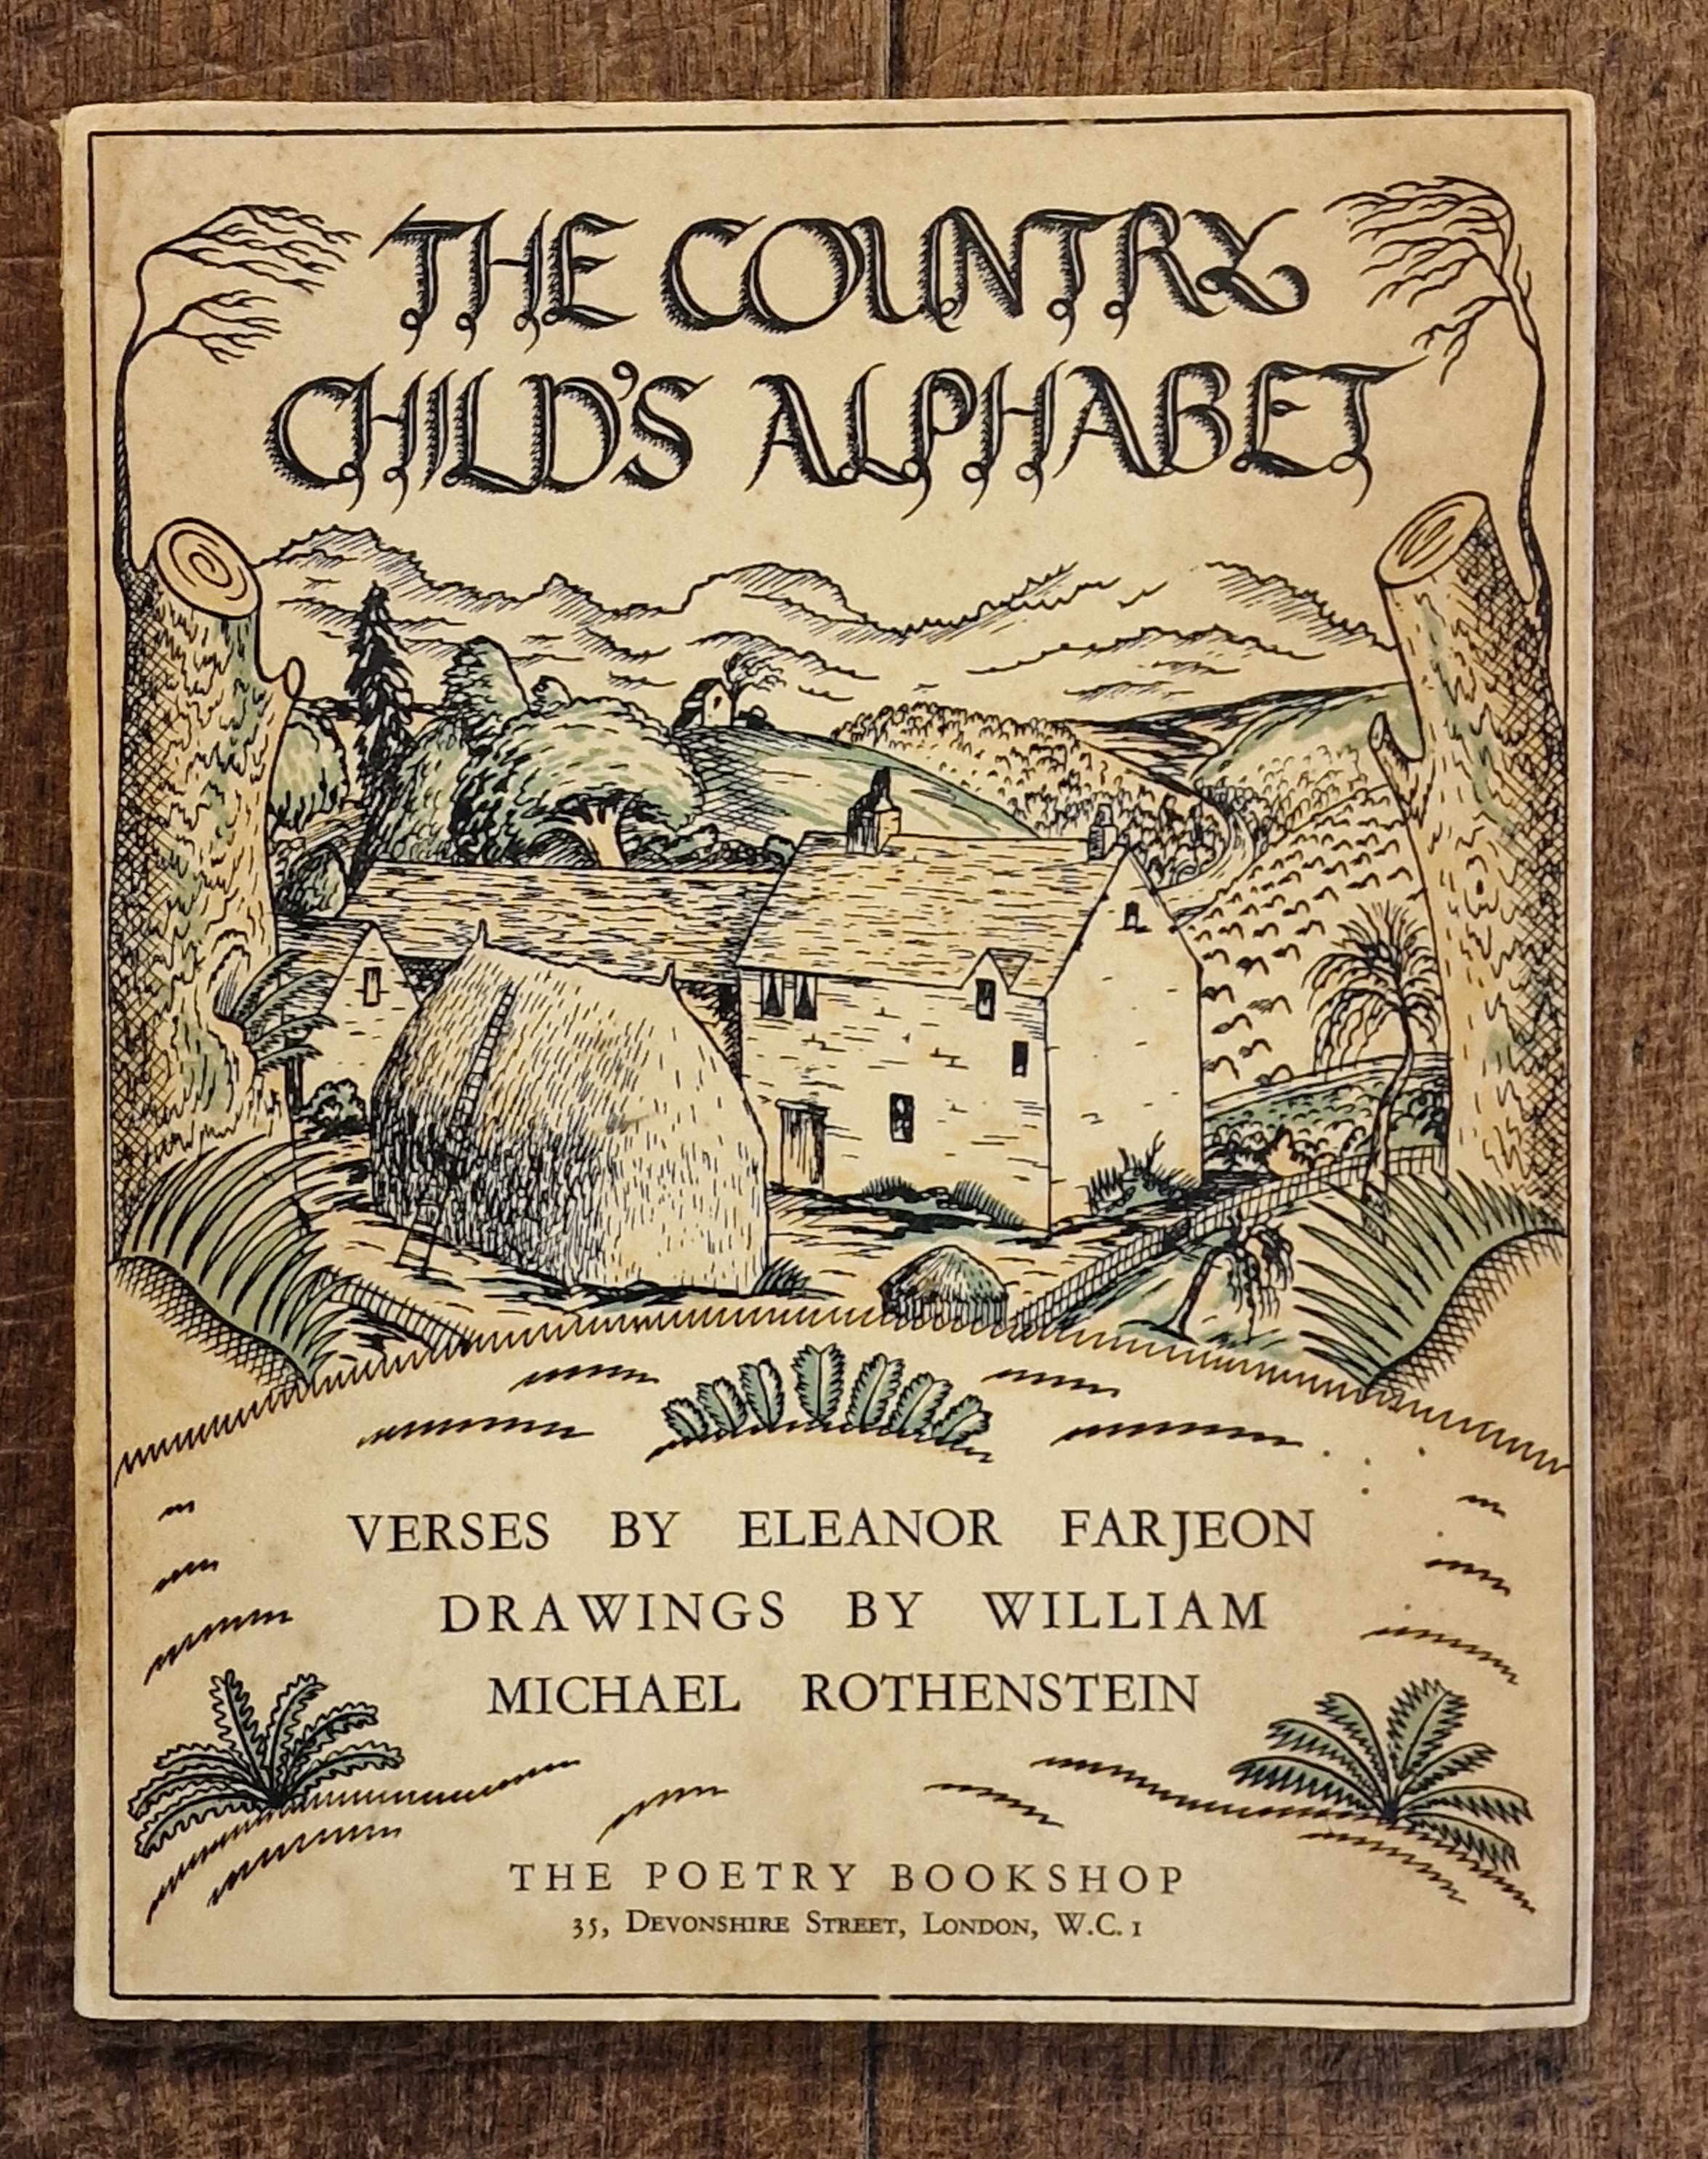 THE COUNTRY
CHILD'S ALPHABET
VERSES BY ELEANOR FARJEON
DRAWINGS BY WILLIAM
MICHAEL ROTHENSTEIN
THE POETRY BOOKSHOP
35, DEVONSHIRE STREET, LONDON, W.C. 1